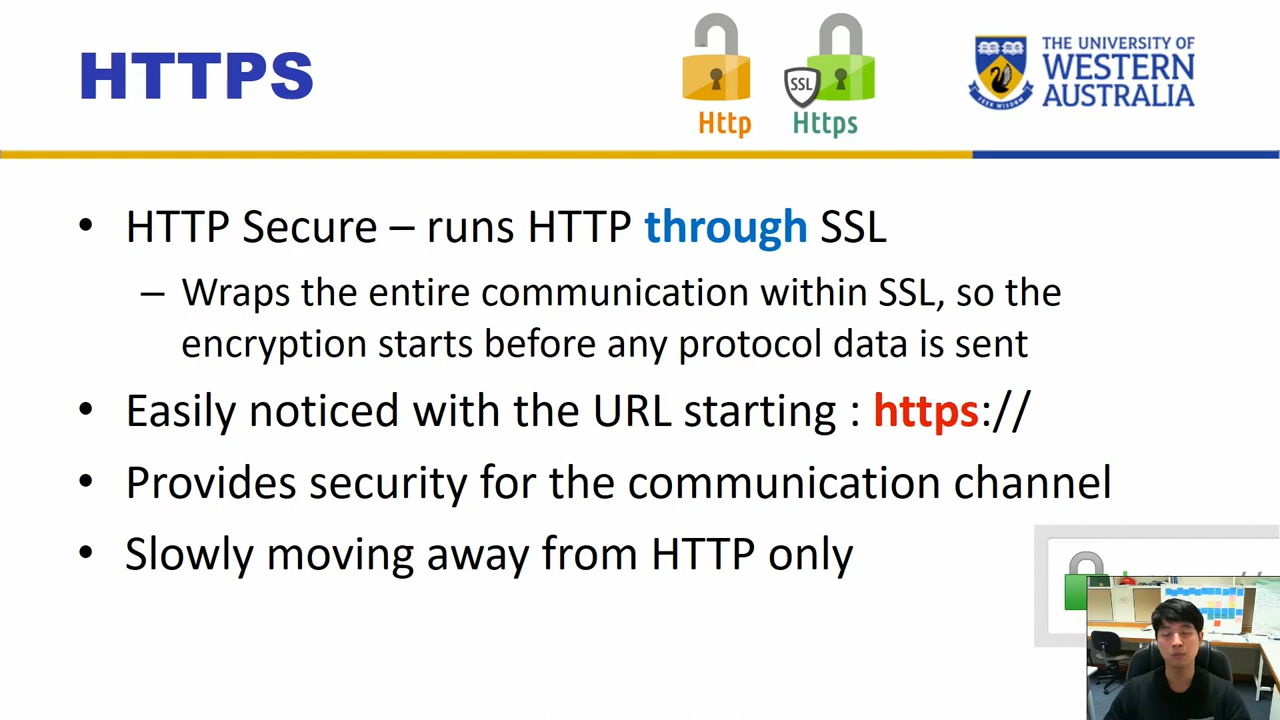 HTTPS
Http
SSL
Https
THE UNIVERSITY OF
WESTERN
AUSTRALIA
• HTTP Secure – runs HTTP through SSL
– Wraps the entire communication within SSL, so the
encryption starts before any protocol data is sent
• Easily noticed with the URL starting : https://
• Provides security for the communication channel
• Slowly moving away from HTTP only